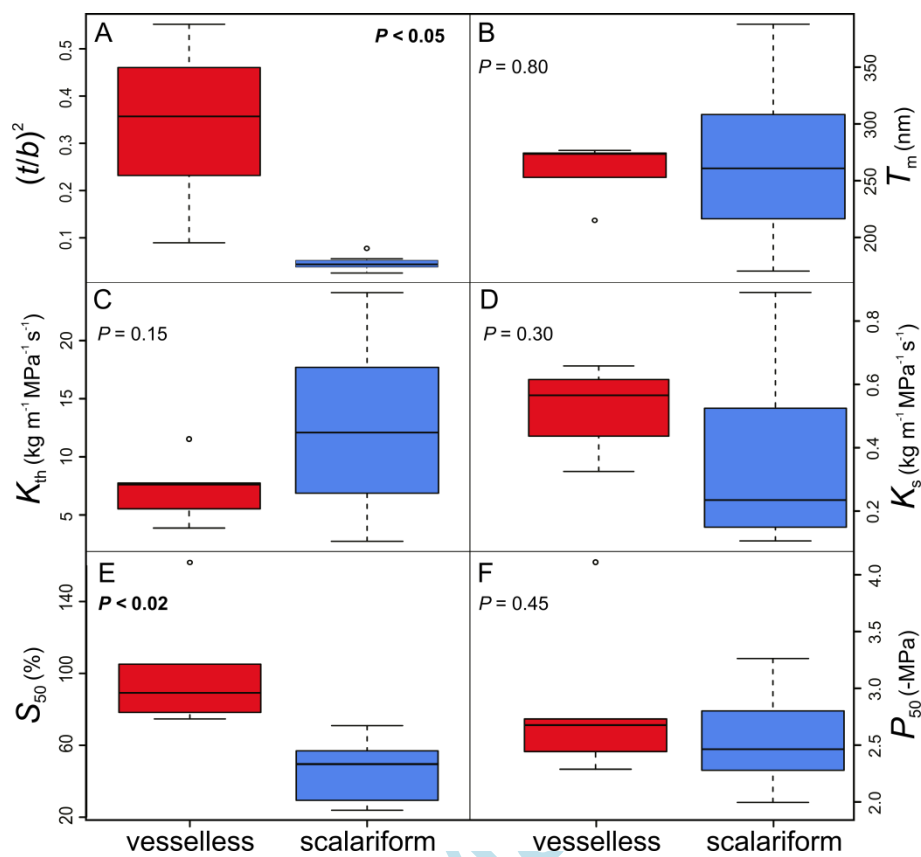 A
P < 0.05
(t/b)²
0.5
0.4
0.3
0.2
0.1
B
P = 0.80
350
300
250
200
Tm (nm)
C
P = 0.15
Kth (kg m⁻¹ MPa⁻¹ s⁻¹)
20
15
10
5
D
P = 0.30
0.8
0.6
0.4
0.2
Ks (kg m⁻¹ MPa⁻¹ s⁻¹)
E
P < 0.02
S50 (%)
140
100
60
20
F
P = 0.45
4.0
3.5
3.0
2.5
2.0
P50 (-MPa)
vesselless scalariform vesselless scalariform